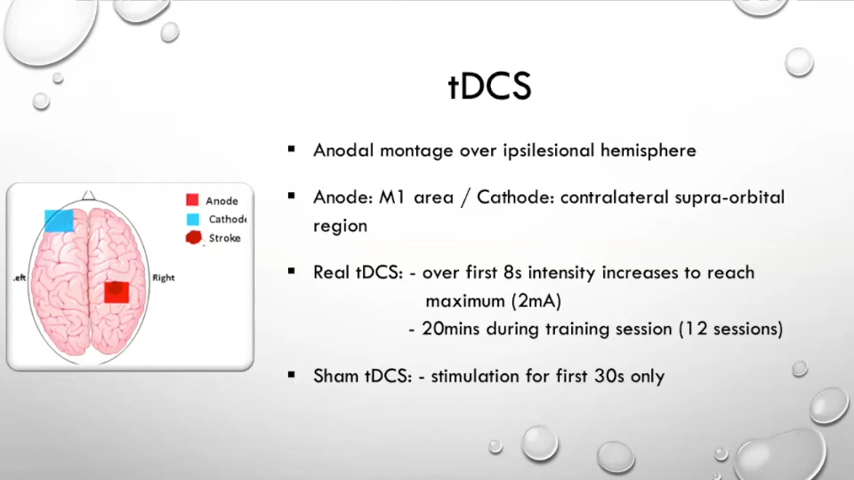 tDCS
▪ Anodal montage over ipsilesional hemisphere
▪ Anode: M1 area / Cathode: contralateral supra-orbital
region
▪ Real tDCS: - over first 8s intensity increases to reach
maximum (2mA)
- 20mins during training session (12 sessions)
▪ Sham tDCS: - stimulation for first 30s only
Anode
Cathode
Stroke
eft
Right